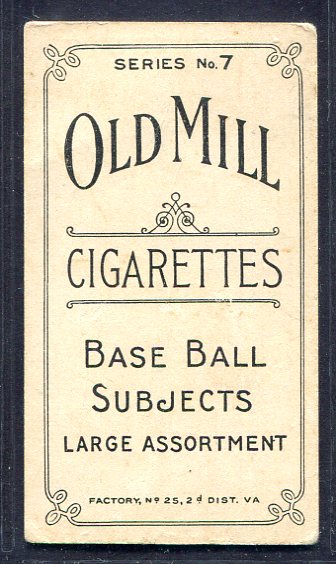 SERIES No. 7
OLD MILL
CIGARETTES
BASE BALL
SUBJECTS
LARGE ASSORTMENT
FACTORY, No 25, 2d DIST. VA